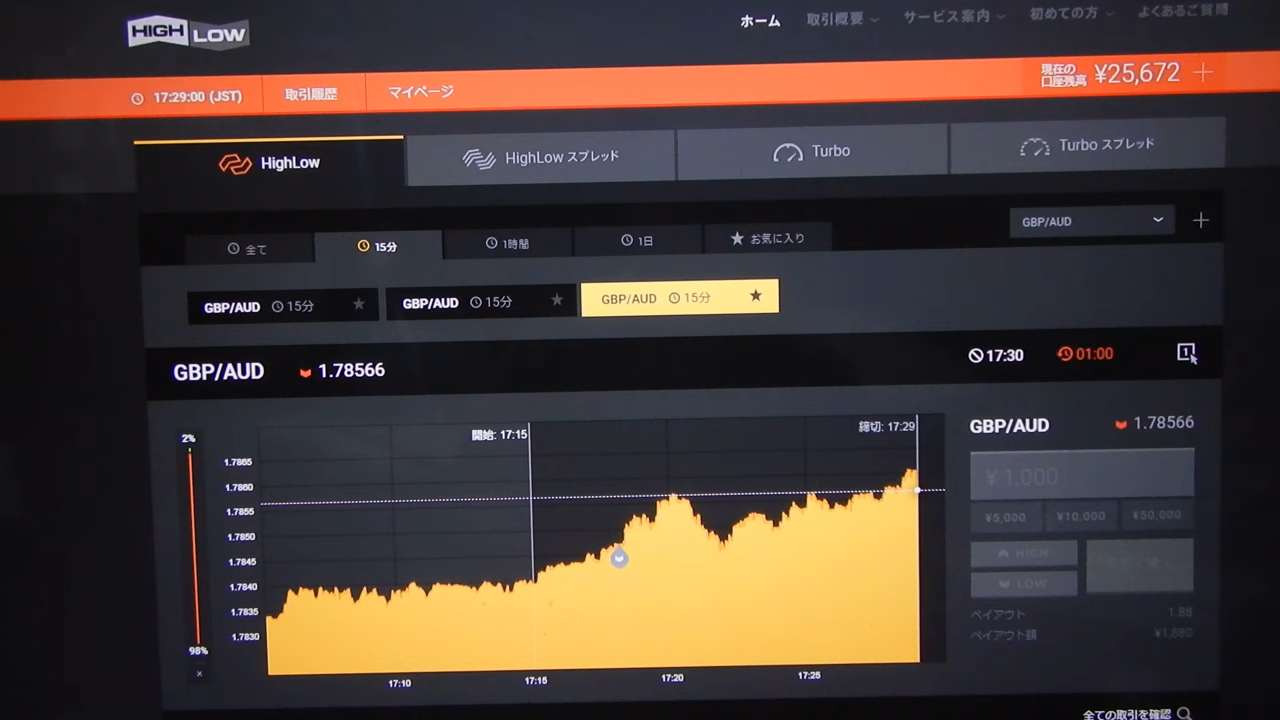 HIGH LOW
ホーム 取引概要 サービス案内 初めての方 よくあるご質問
17:29:00 (JST) 取引履歴 マイページ 現在の口座残高 ¥25,672
HighLow HighLow スプレッド Turbo Turbo スプレッド
GBP/AUD
全て 15分 1時間 1日 お気に入り
GBP/AUD 15分 GBP/AUD 15分 GBP/AUD 15分
GBP/AUD 1.78566 17:30 01:00 1
2%
開始: 17:15 締切: 17:29
1.7865
1.7860
1.7855
1.7850
1.7845
1.7840
1.7835
1.7830
98%
17:10 17:15 17:20 17:25
GBP/AUD 1.78566
¥ 1,000
¥5,000 ¥10,000 ¥50,000
HIGH
LOW
ペイアウト 1.88
ペイアウト額 ¥1,880
全ての取引を確認